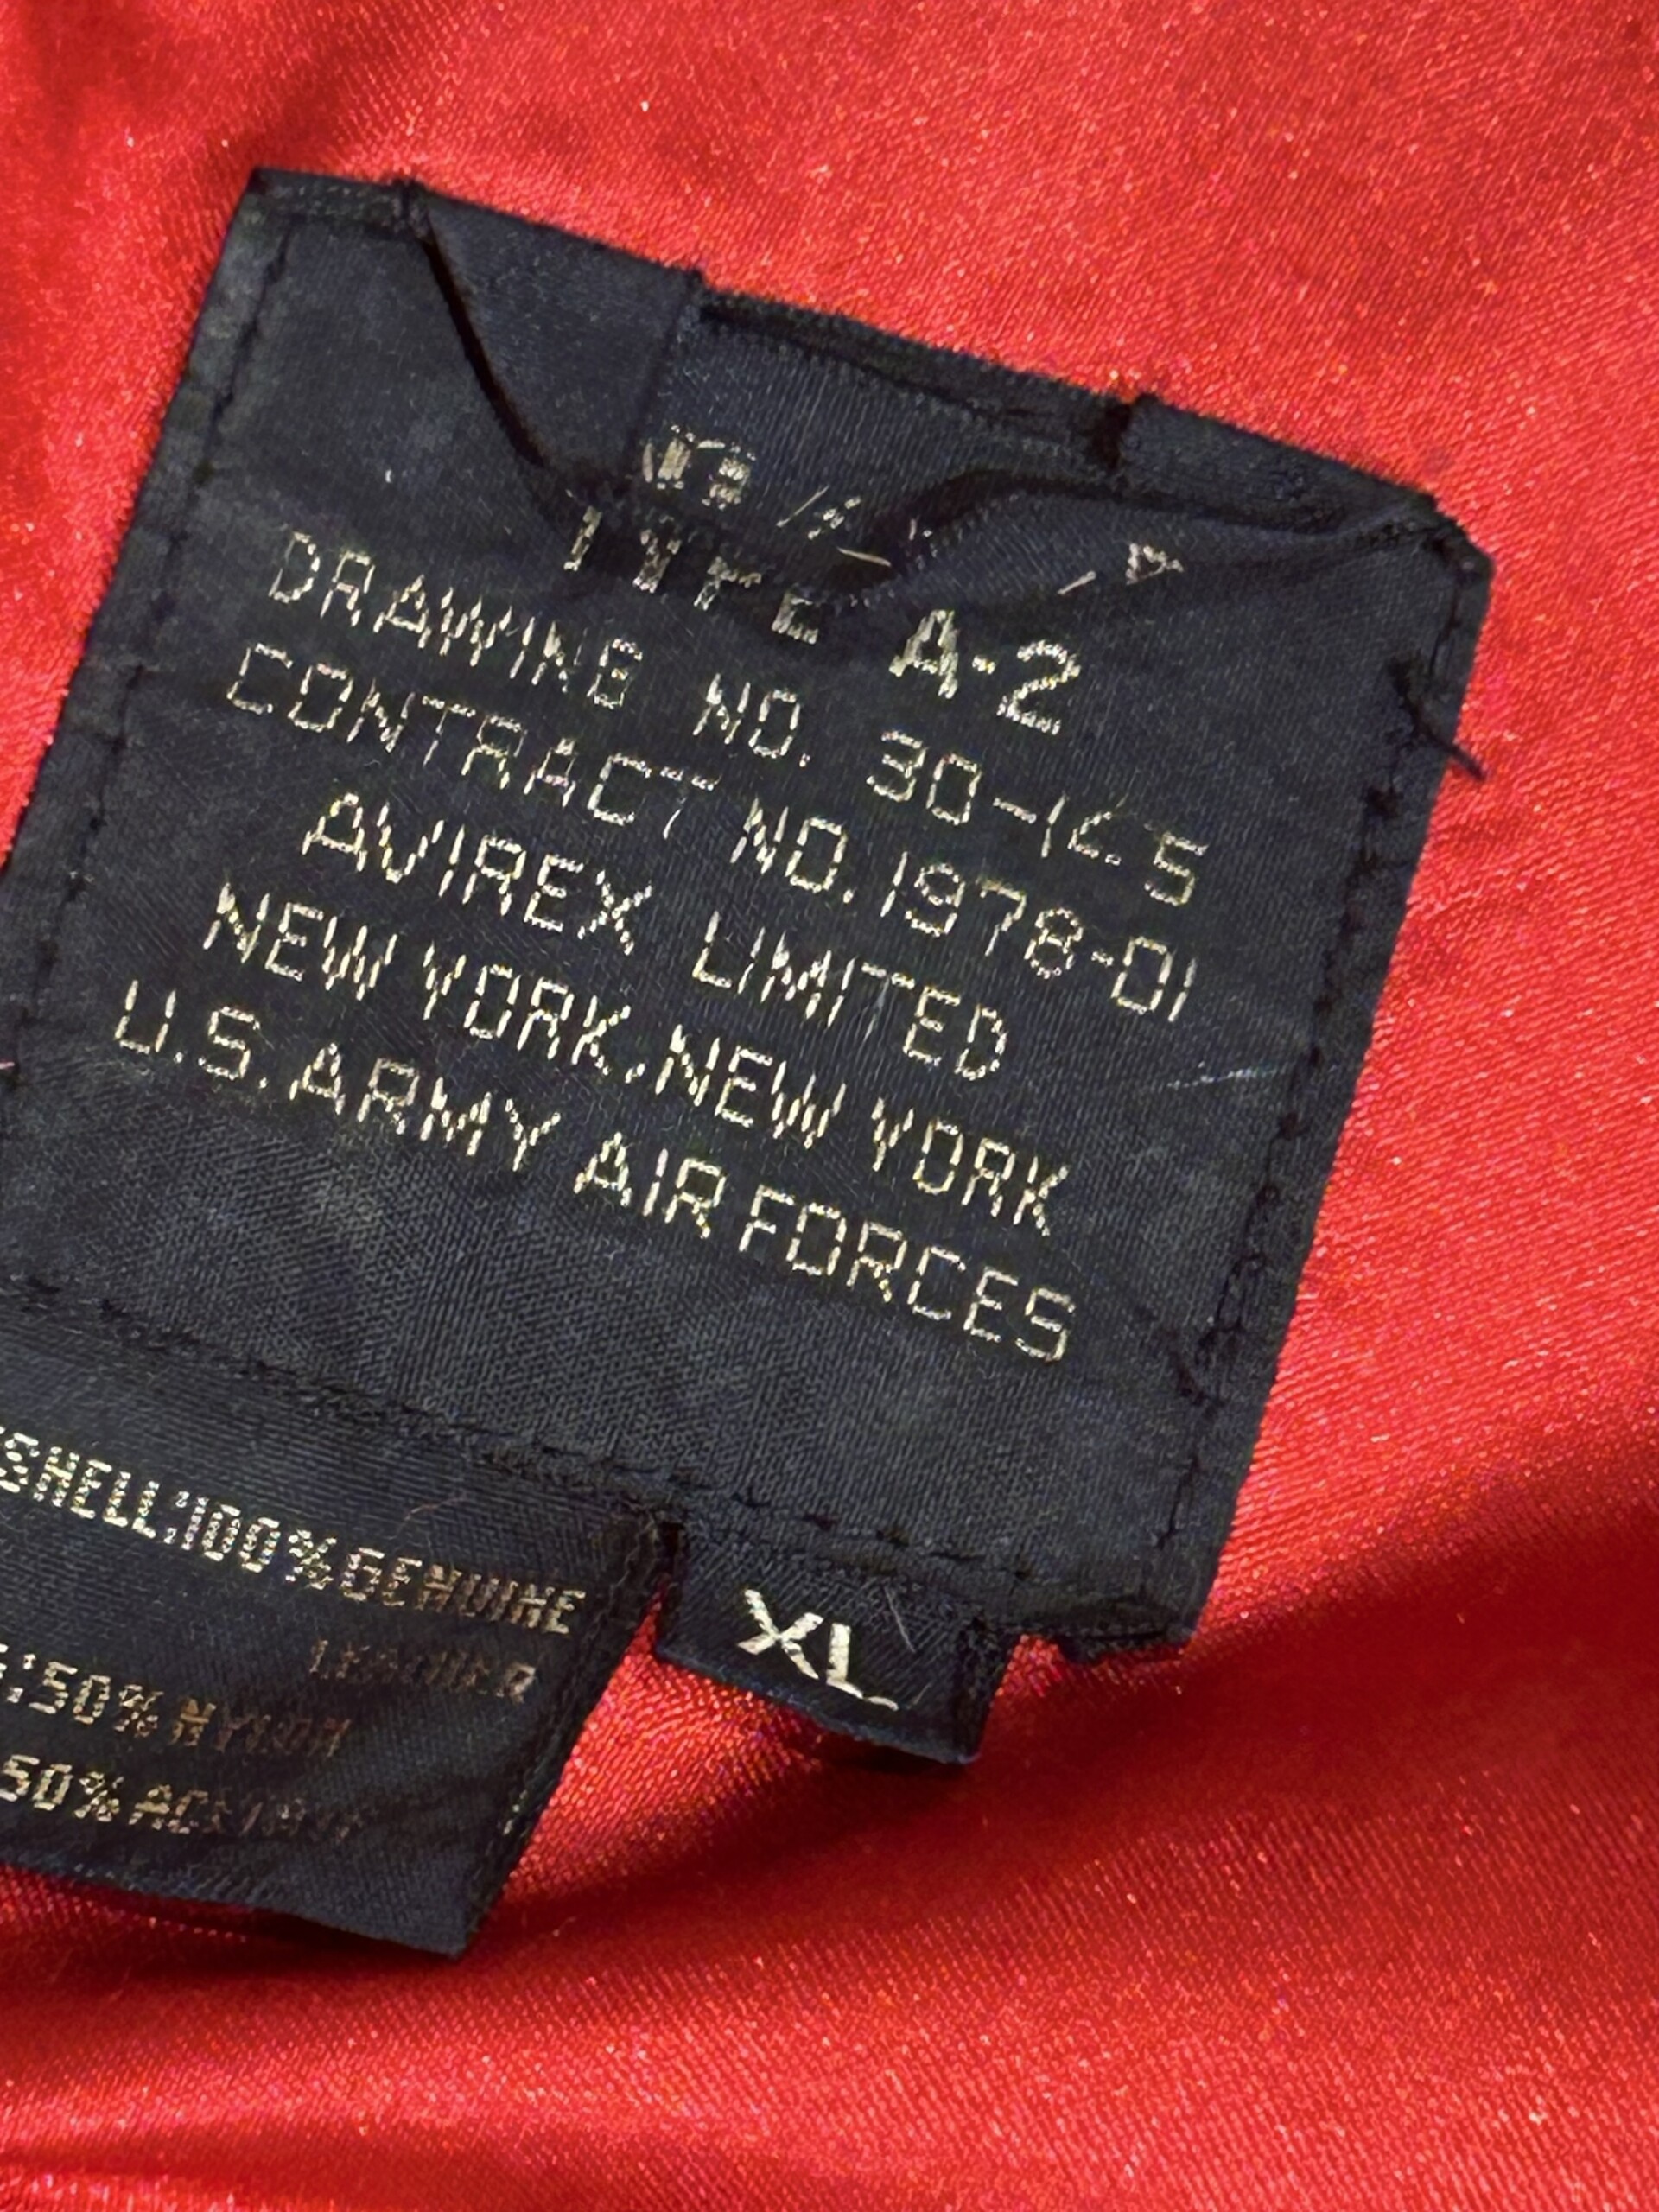 TYPE A-2
DRAWING NO. 30-1415
CONTRACT NO. 1978-01
AVIREX LIMITED
NEW YORK, NEW YORK
U.S. ARMY AIR FORCES
SHELL:100% GENUINE
LEATHER
:50% NYLON
50% ACETATE
XL